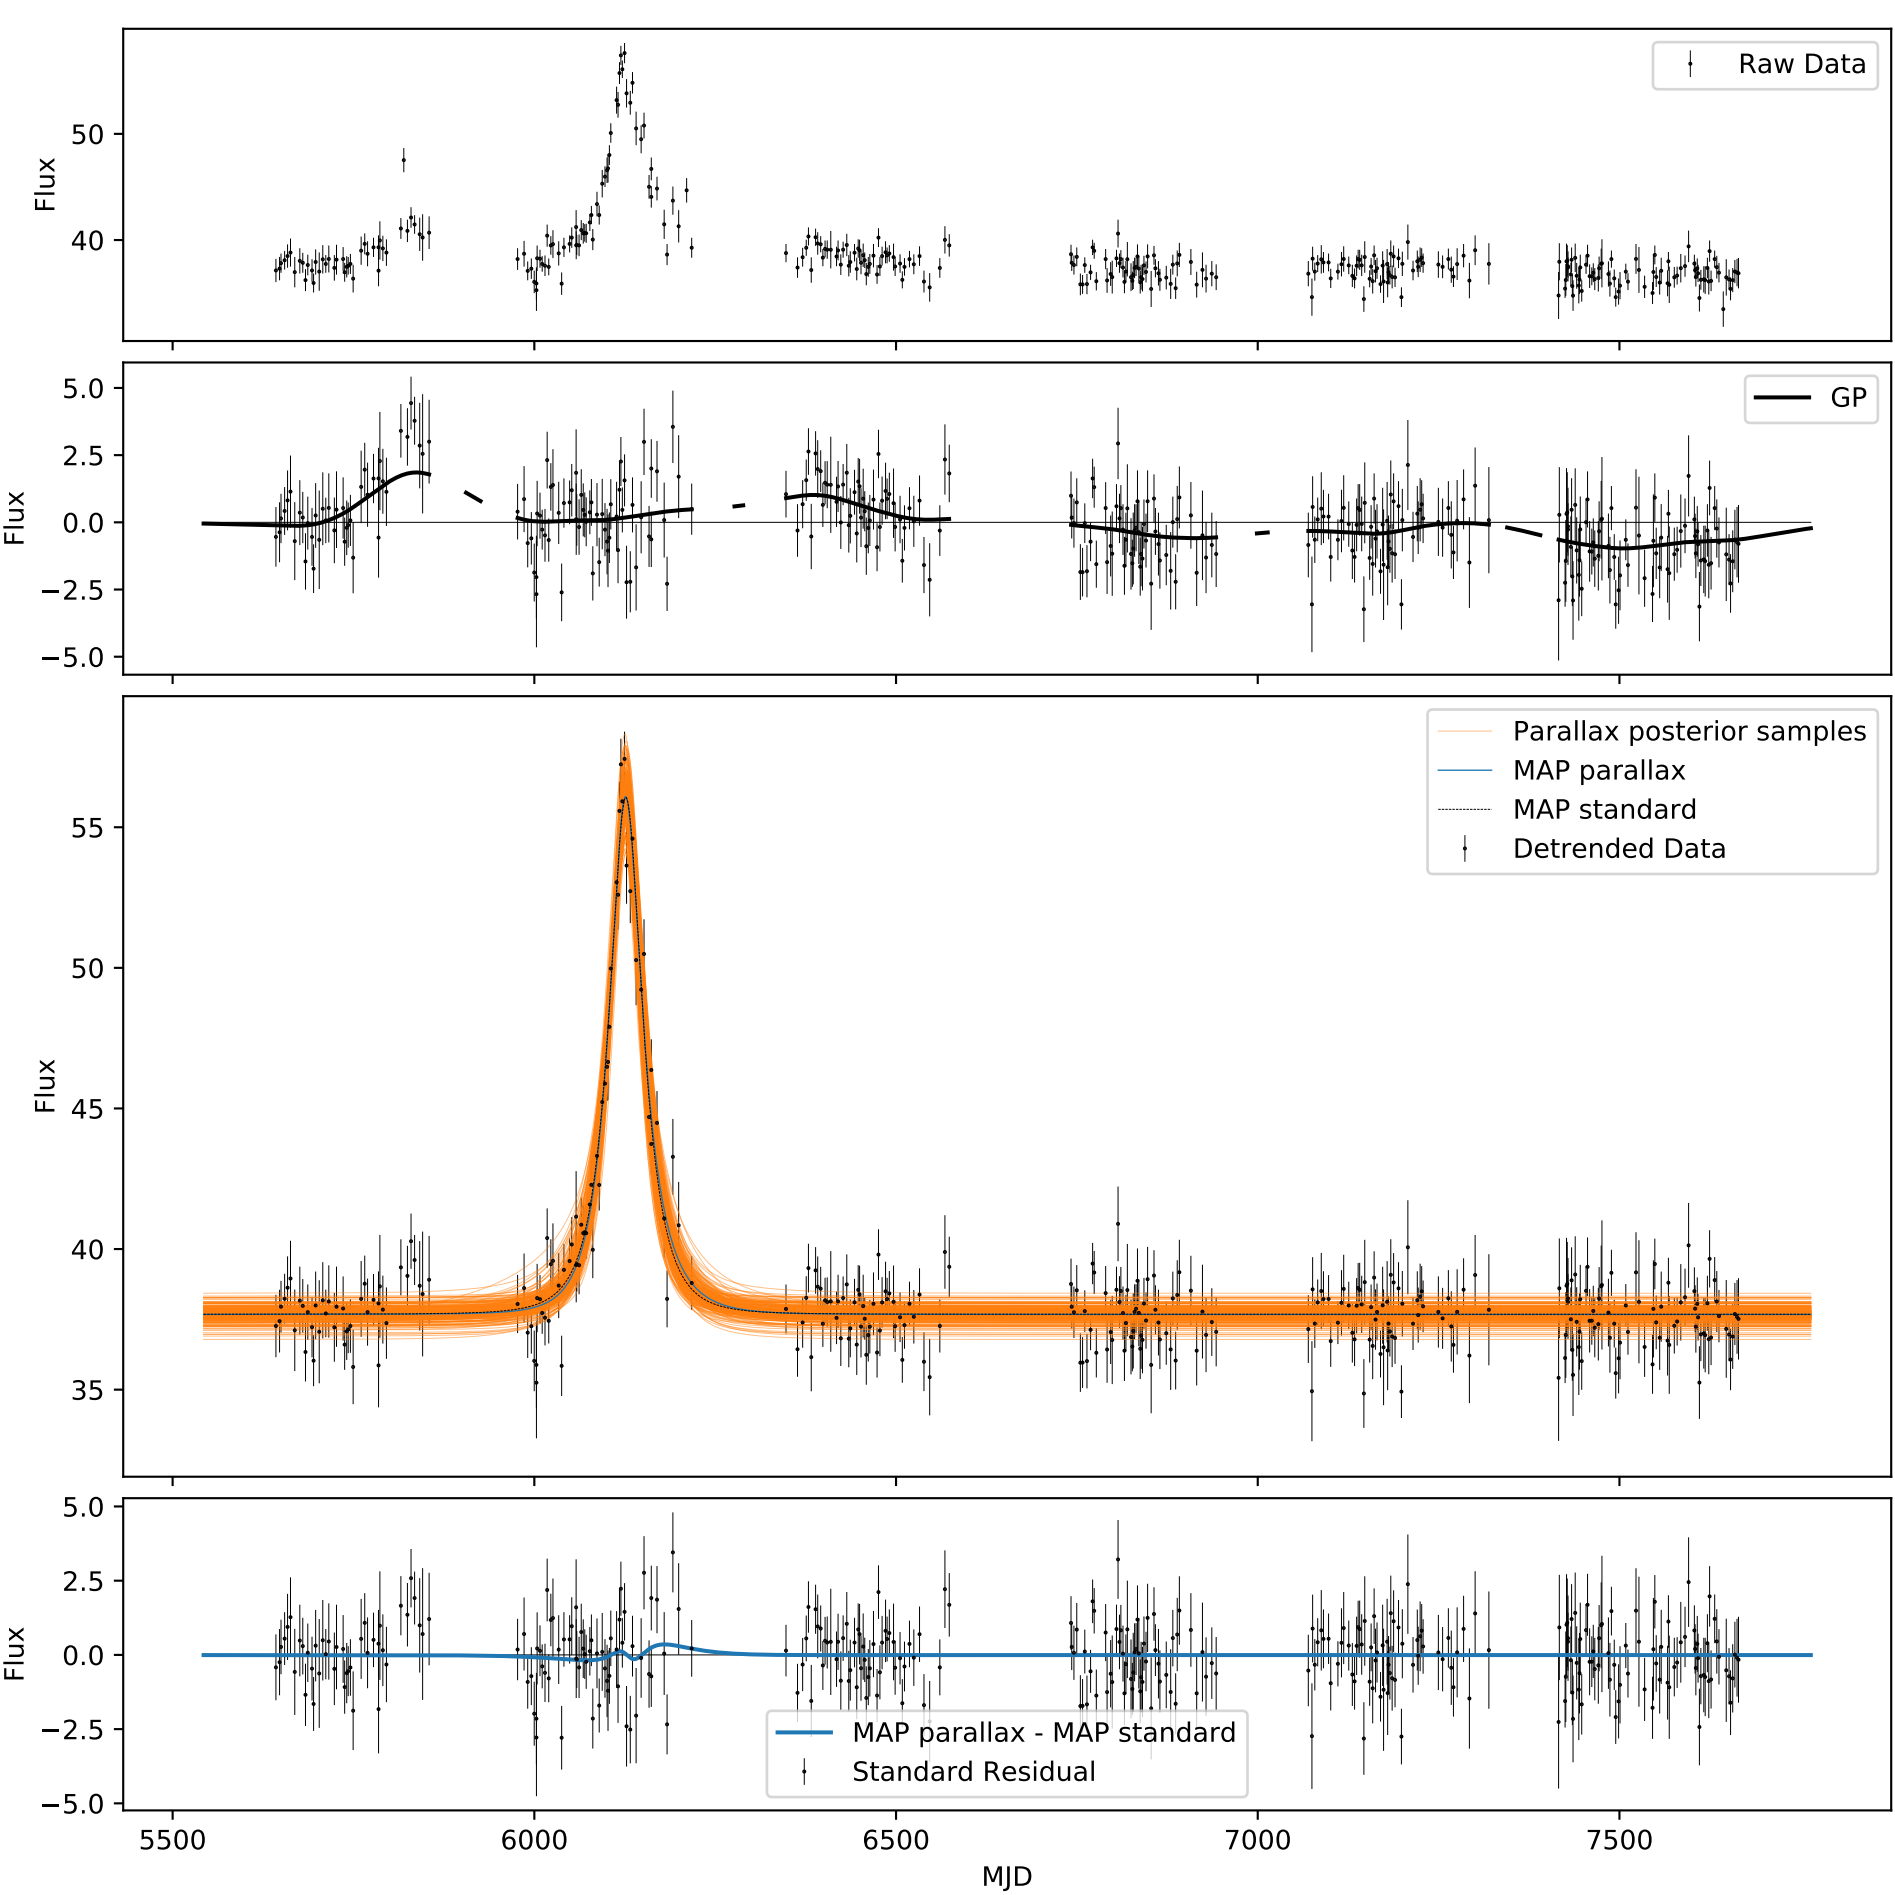 Raw Data
50
40
Flux
GP
5.0
2.5
0.0
−2.5
−5.0
Flux
Parallax posterior samples
MAP parallax
MAP standard
Detrended Data
55
50
45
40
35
Flux
5.0
2.5
0.0
−2.5
−5.0
Flux
MAP parallax - MAP standard
Standard Residual
5500 6000 6500 7000 7500
MJD